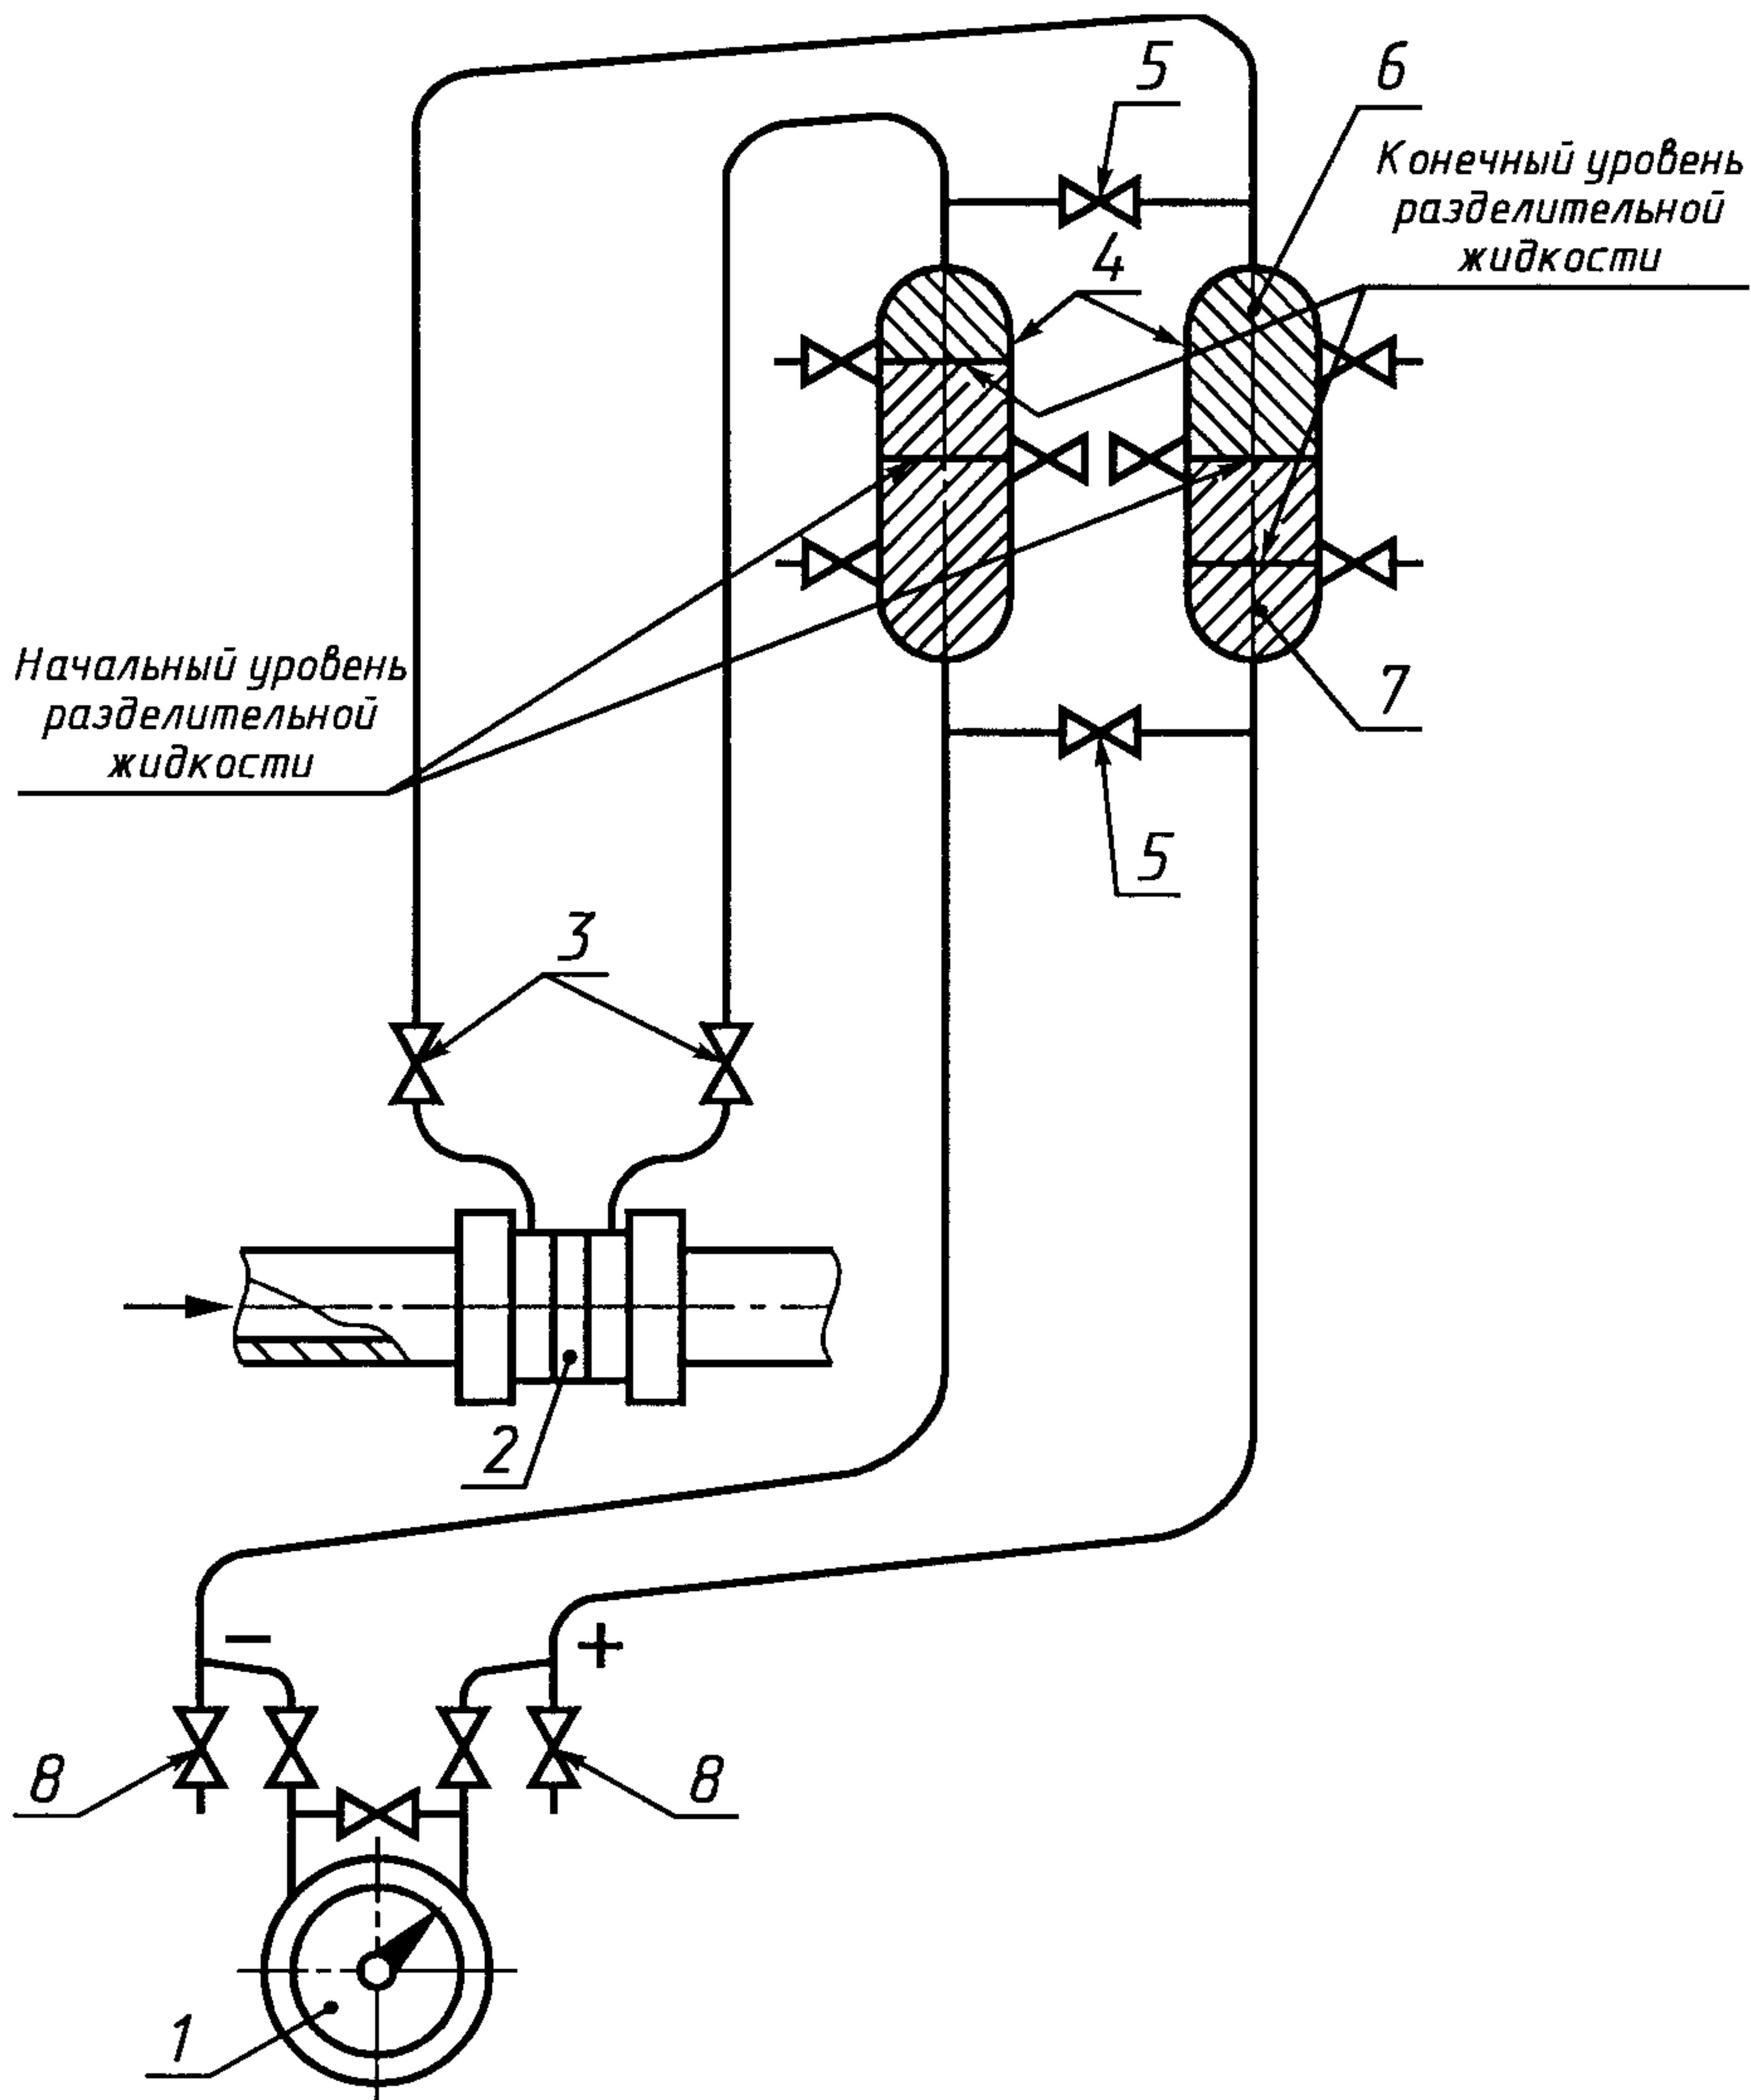 5
6
Конечный уровень
разделительной
жидкости
4
Начальный уровень
разделительной
жидкости
7
5
3
2
−
+
8
8
1